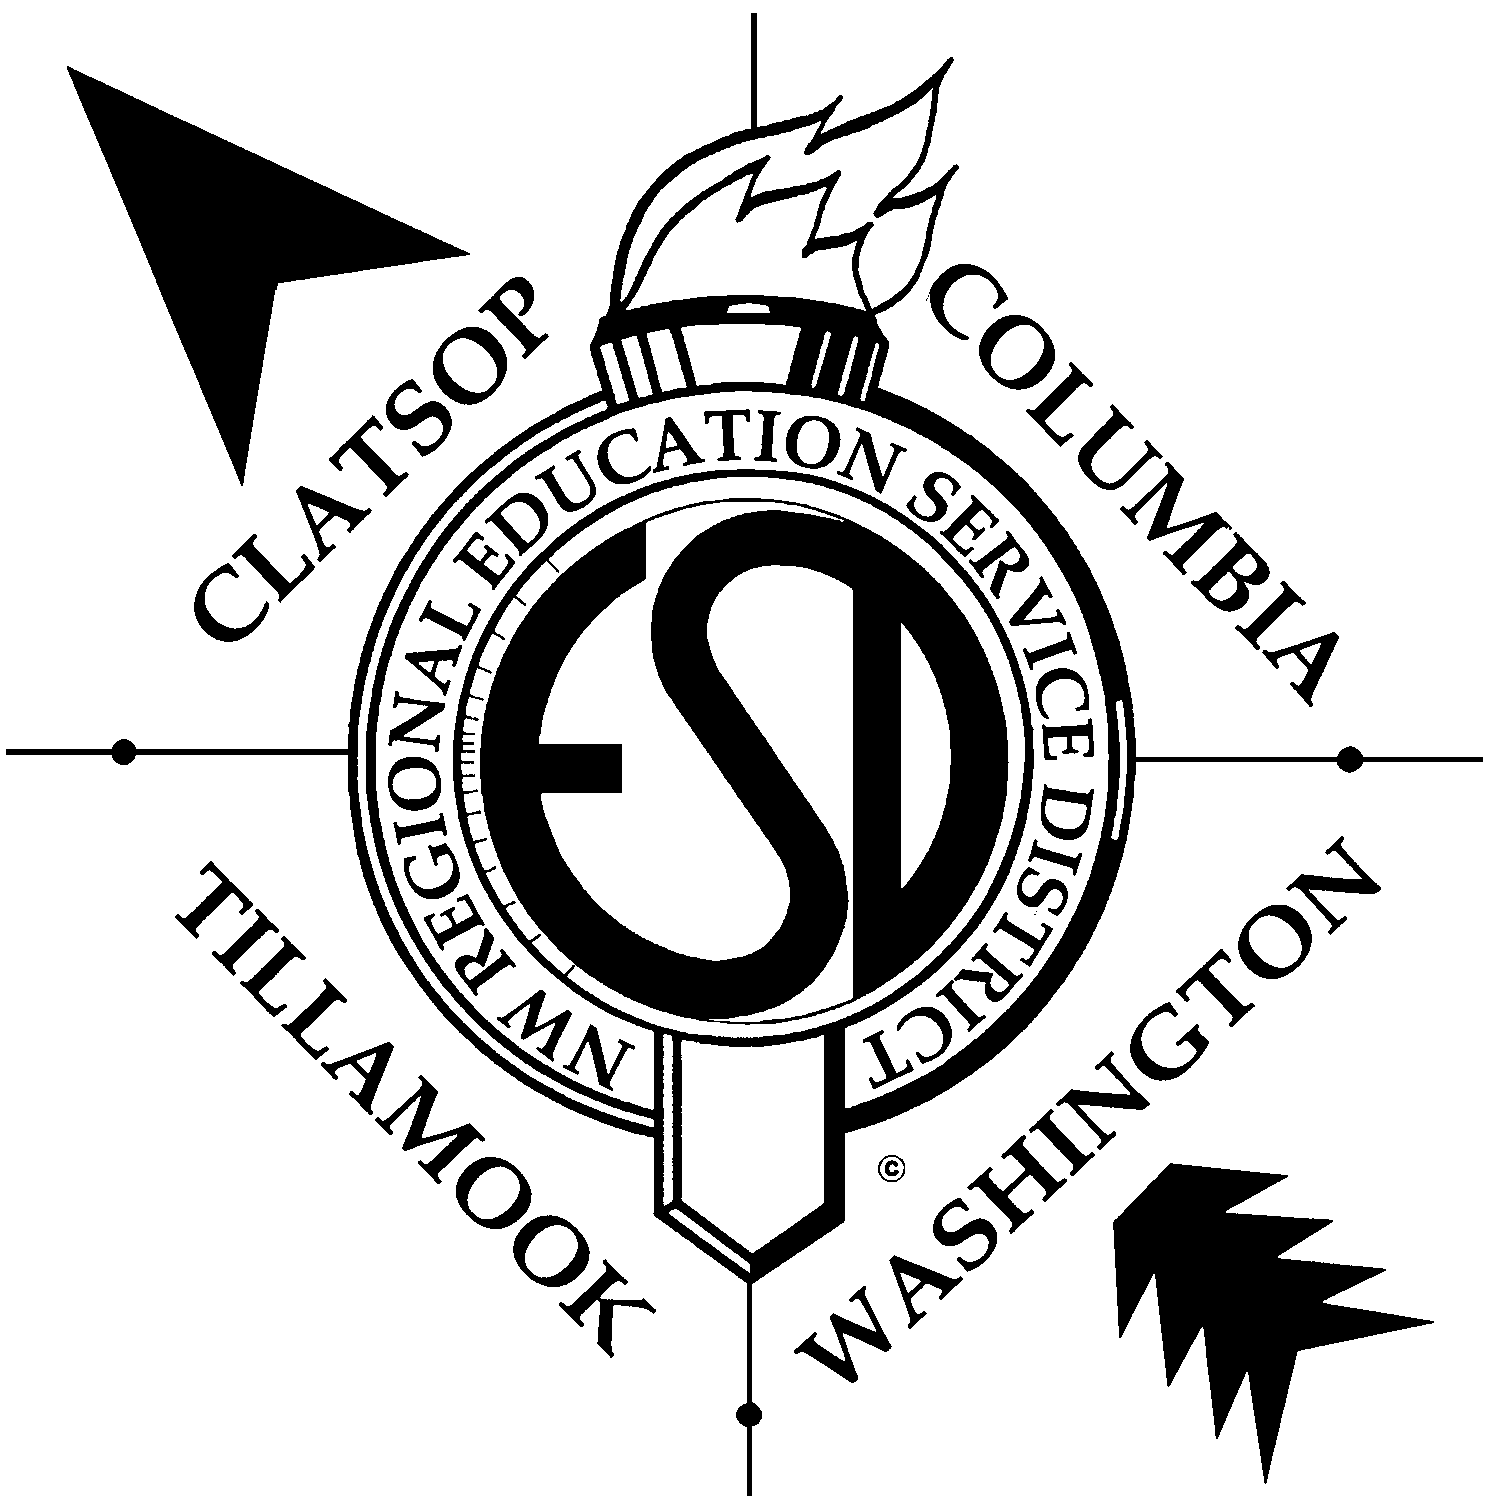 CLATSOP
COLUMBIA
NW REGIONAL EDUCATION SERVICE DISTRICT
ESD
TILLAMOOK
WASHINGTON
©